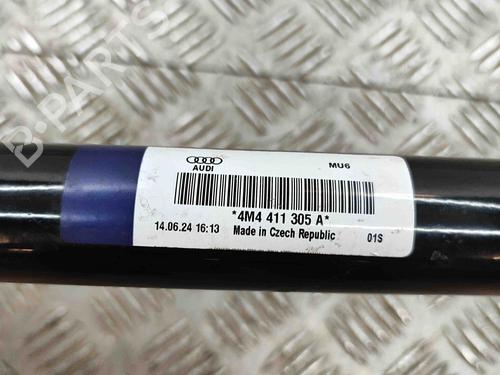 B-PARTS
AUDI MU6
*4M4 411 305 A*
14.06.24 16:13 Made in Czech Republic 01S